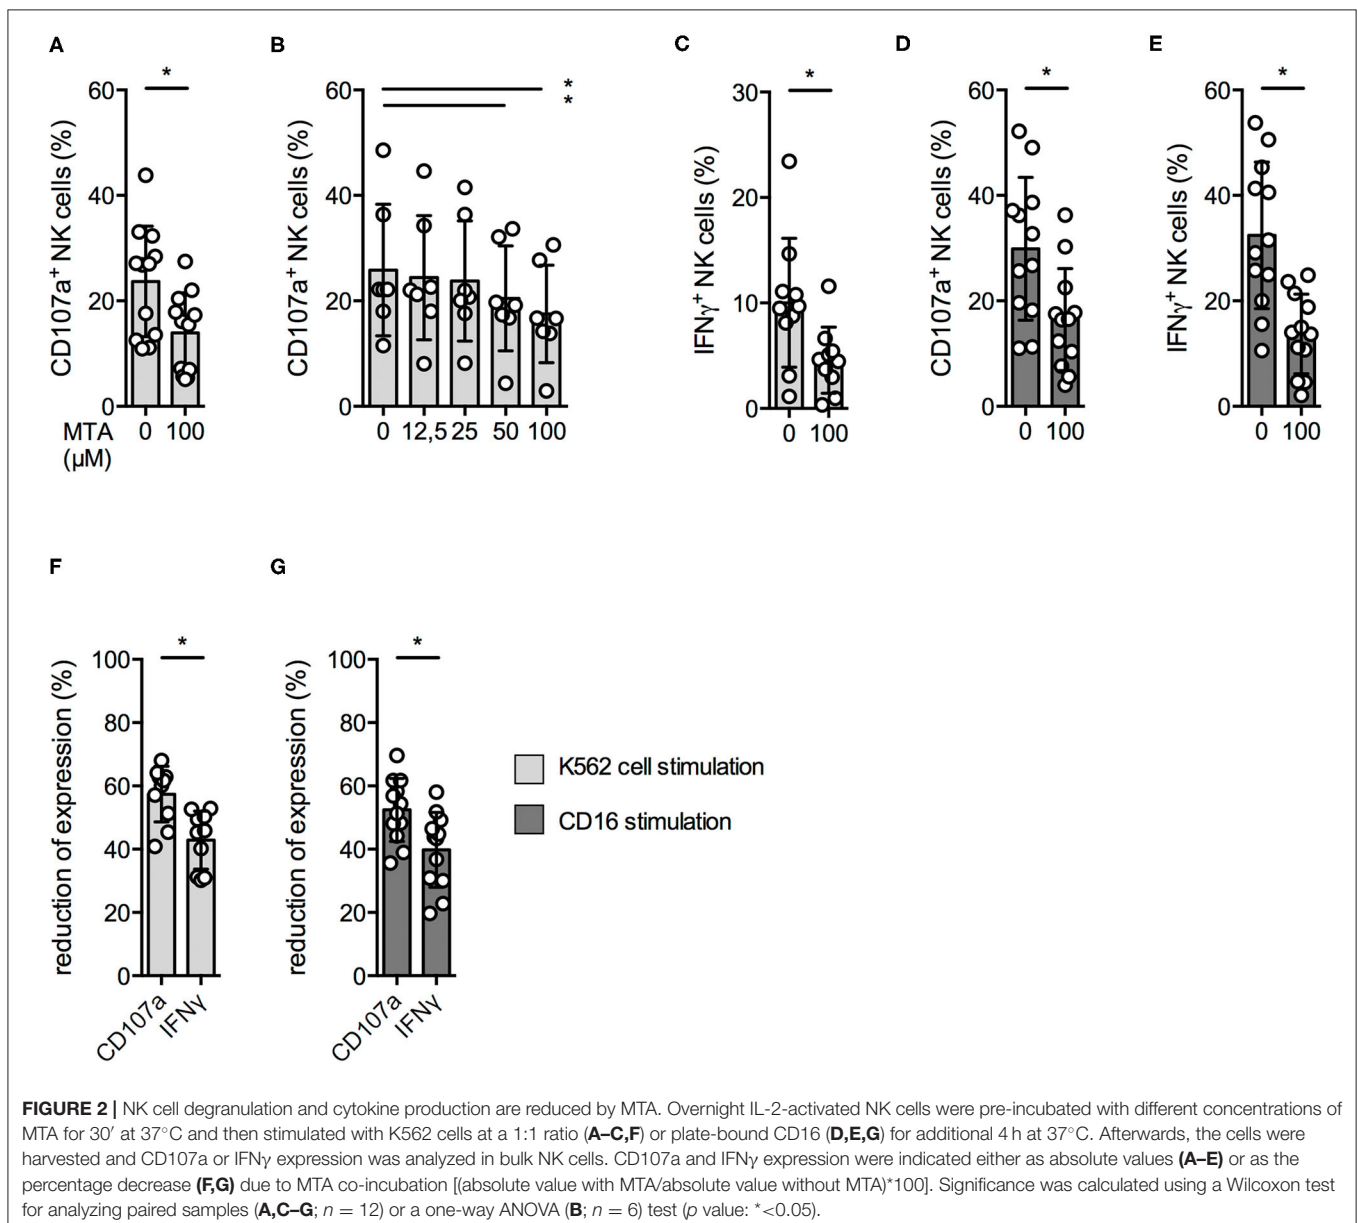 A
B
C
D
E
*
*
*
*
*
*
CD107a+ NK cells (%)
60
40
20
0
CD107a+ NK cells (%)
60
40
20
0
IFNγ+ NK cells (%)
30
20
10
0
CD107a+ NK cells (%)
60
40
20
0
IFNγ+ NK cells (%)
60
40
20
0
MTA 0 100
(µM)
0 12,5 25 50 100
0 100
0 100
0 100
F
G
*
*
reduction of expression (%)
100
80
60
40
20
0
CD107a
IFNγ
reduction of expression (%)
100
80
60
40
20
0
CD107a
IFNγ
K562 cell stimulation
CD16 stimulation
FIGURE 2 | NK cell degranulation and cytokine production are reduced by MTA. Overnight IL-2-activated NK cells were pre-incubated with different concentrations of
MTA for 30′ at 37°C and then stimulated with K562 cells at a 1:1 ratio (A–C,F) or plate-bound CD16 (D,E,G) for additional 4 h at 37°C. Afterwards, the cells were
harvested and CD107a or IFNγ expression was analyzed in bulk NK cells. CD107a and IFNγ expression were indicated either as absolute values (A–E) or as the
percentage decrease (F,G) due to MTA co-incubation [(absolute value with MTA/absolute value without MTA)*100]. Significance was calculated using a Wilcoxon test
for analyzing paired samples (A,C–G; n = 12) or a one-way ANOVA (B; n = 6) test (p value: *<0.05).